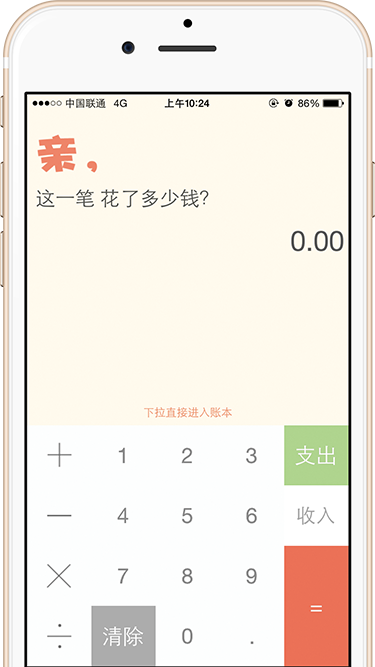 中国联通 4G 上午10:24 86%
亲，
这一笔 花了多少钱?
0.00
下拉直接进入账本
＋ 1 2 3 支出
－ 4 5 6 收入
× 7 8 9
÷ 清除 0 . =